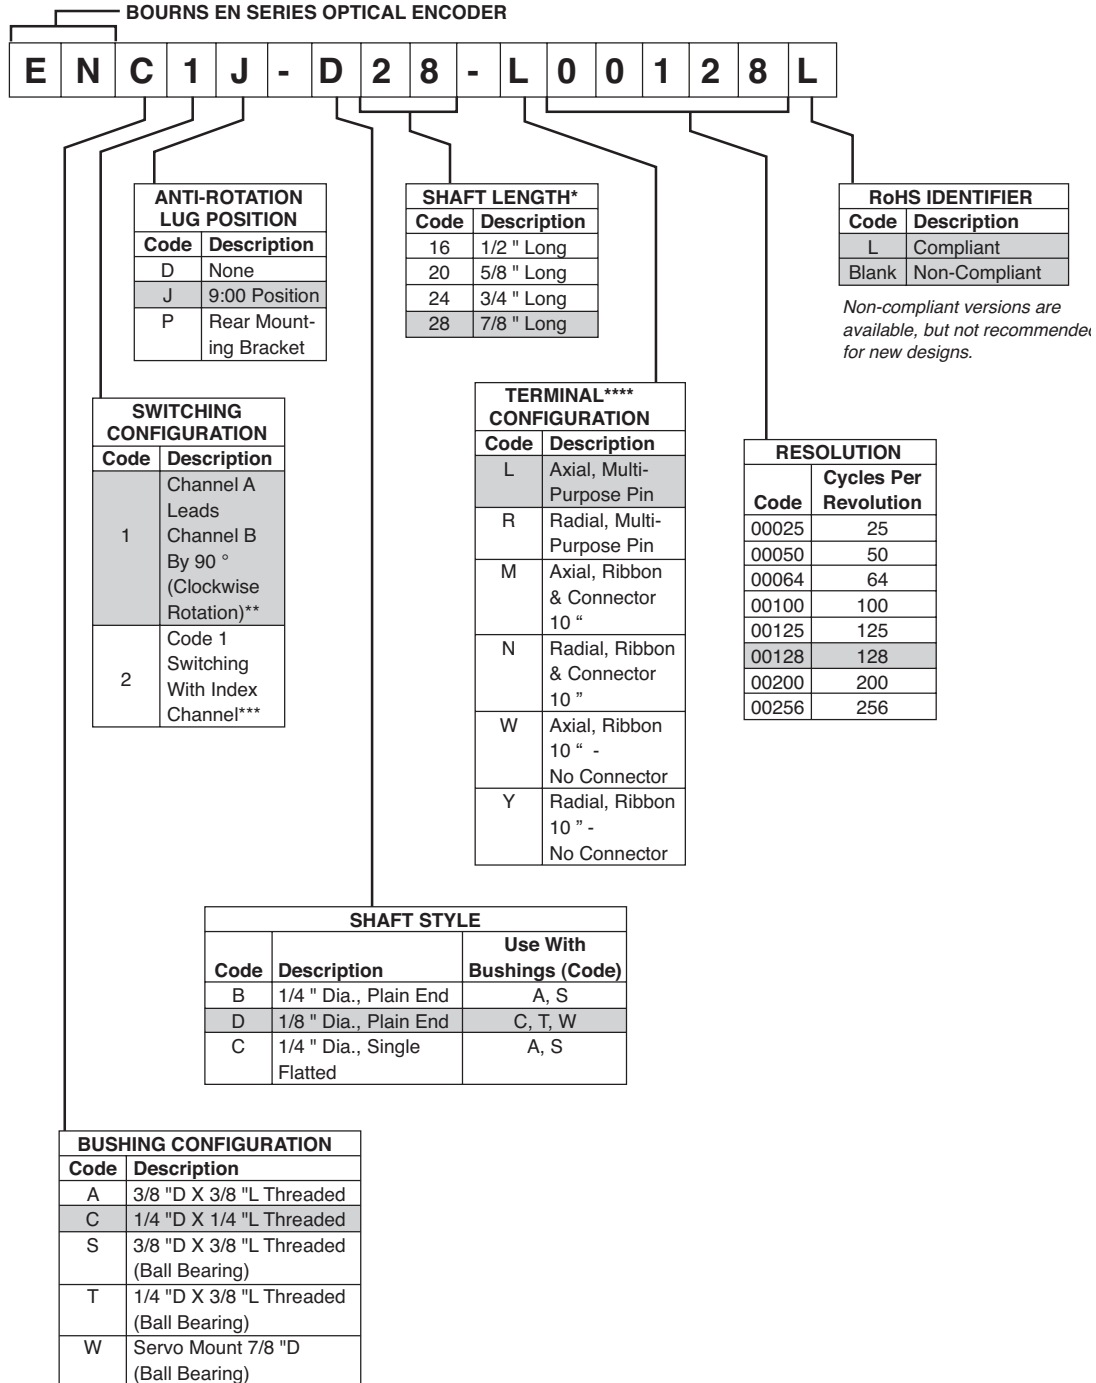 BOURNS EN SERIES OPTICAL ENCODER
E N C 1 J - D 2 8 - L 0 0 1 2 8 L
ANTI-ROTATION
LUG POSITION
Code Description
D None
J 9:00 Position
P Rear Mount-
ing Bracket
SHAFT LENGTH*
Code Description
16 1/2 " Long
20 5/8 " Long
24 3/4 " Long
28 7/8 " Long
RoHS IDENTIFIER
Code Description
L Compliant
Blank Non-Compliant
Non-compliant versions are
available, but not recommended
for new designs.
SWITCHING
CONFIGURATION
Code Description
1 Channel A
Leads
Channel B
By 90 °
(Clockwise
Rotation)**
2 Code 1
Switching
With Index
Channel***
TERMINAL****
CONFIGURATION
Code Description
L Axial, Multi-
Purpose Pin
R Radial, Multi-
Purpose Pin
M Axial, Ribbon
& Connector
10 “
N Radial, Ribbon
& Connector
10 ”
W Axial, Ribbon
10 “ -
No Connector
Y Radial, Ribbon
10 ” -
No Connector
RESOLUTION
Cycles Per
Code Revolution
00025 25
00050 50
00064 64
00100 100
00125 125
00128 128
00200 200
00256 256
SHAFT STYLE
Use With
Code Description Bushings (Code)
B 1/4 " Dia., Plain End A, S
D 1/8 " Dia., Plain End C, T, W
C 1/4 " Dia., Single A, S
Flatted
BUSHING CONFIGURATION
Code Description
A 3/8 "D X 3/8 "L Threaded
C 1/4 "D X 1/4 "L Threaded
S 3/8 "D X 3/8 "L Threaded
(Ball Bearing)
T 1/4 "D X 3/8 "L Threaded
(Ball Bearing)
W Servo Mount 7/8 "D
(Ball Bearing)